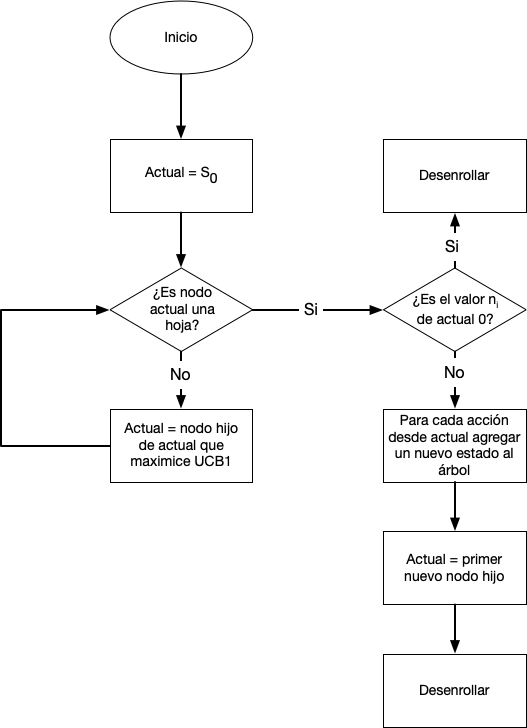 Inicio
Actual = S0
¿Es nodo
actual una
hoja?
Si
No
Actual = nodo hijo
de actual que
maximice UCB1
Desenrollar
Si
¿Es el valor ni
de actual 0?
No
Para cada acción
desde actual agregar
un nuevo estado al
árbol
Actual = primer
nuevo nodo hijo
Desenrollar